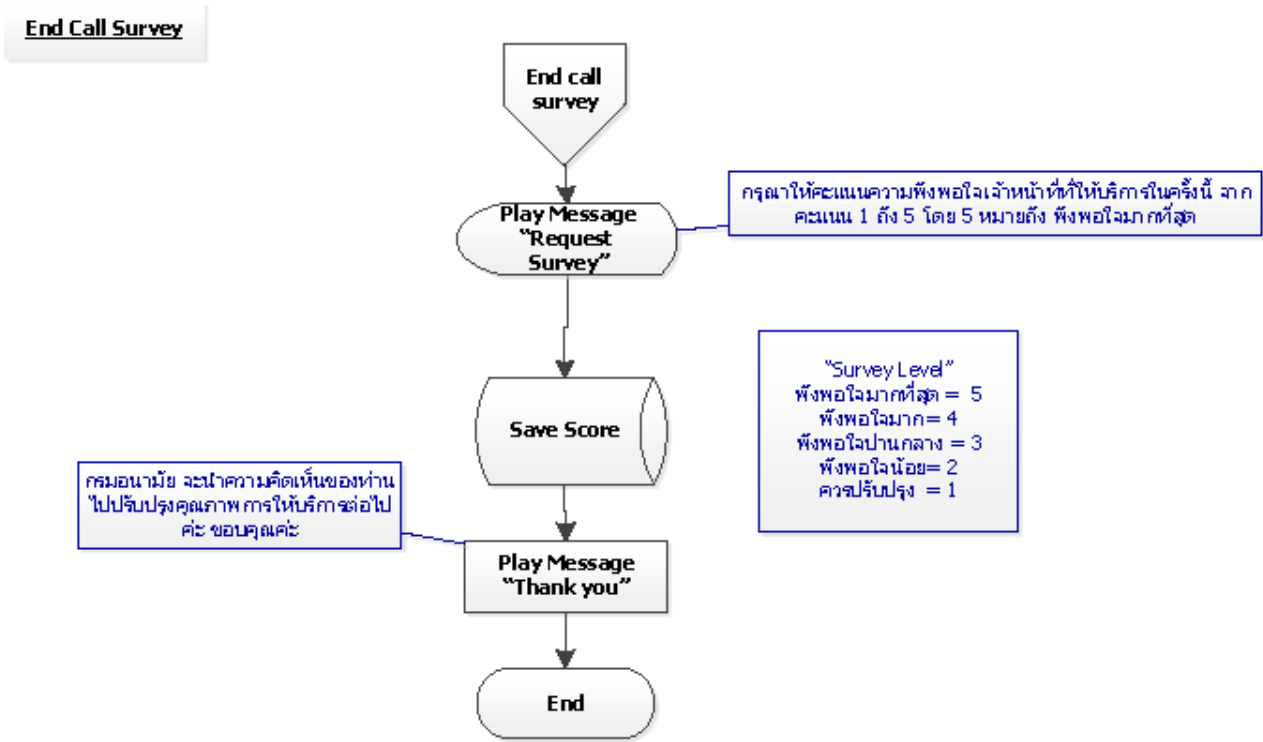 End Call Survey
End call
survey
Play Message
“Request
Survey”
กรุณาให้คะแนนความพึงพอใจเจ้าหน้าที่ที่ให้บริการในครั้งนี้ จาก
คะแนน 1 ถึง 5 โดย 5 หมายถึง พึงพอใจมากที่สุด
“Survey Level”
พึงพอใจมากที่สุด = 5
พึงพอใจมาก= 4
พึงพอใจปานกลาง = 3
พึงพอใจน้อย= 2
ควรปรับปรุง = 1
Save Score
กรมอนามัย จะนำความคิดเห็นของท่าน
ไปปรับปรุงคุณภาพการให้บริการต่อไป
ค่ะ ขอบคุณค่ะ
Play Message
“Thank you”
End